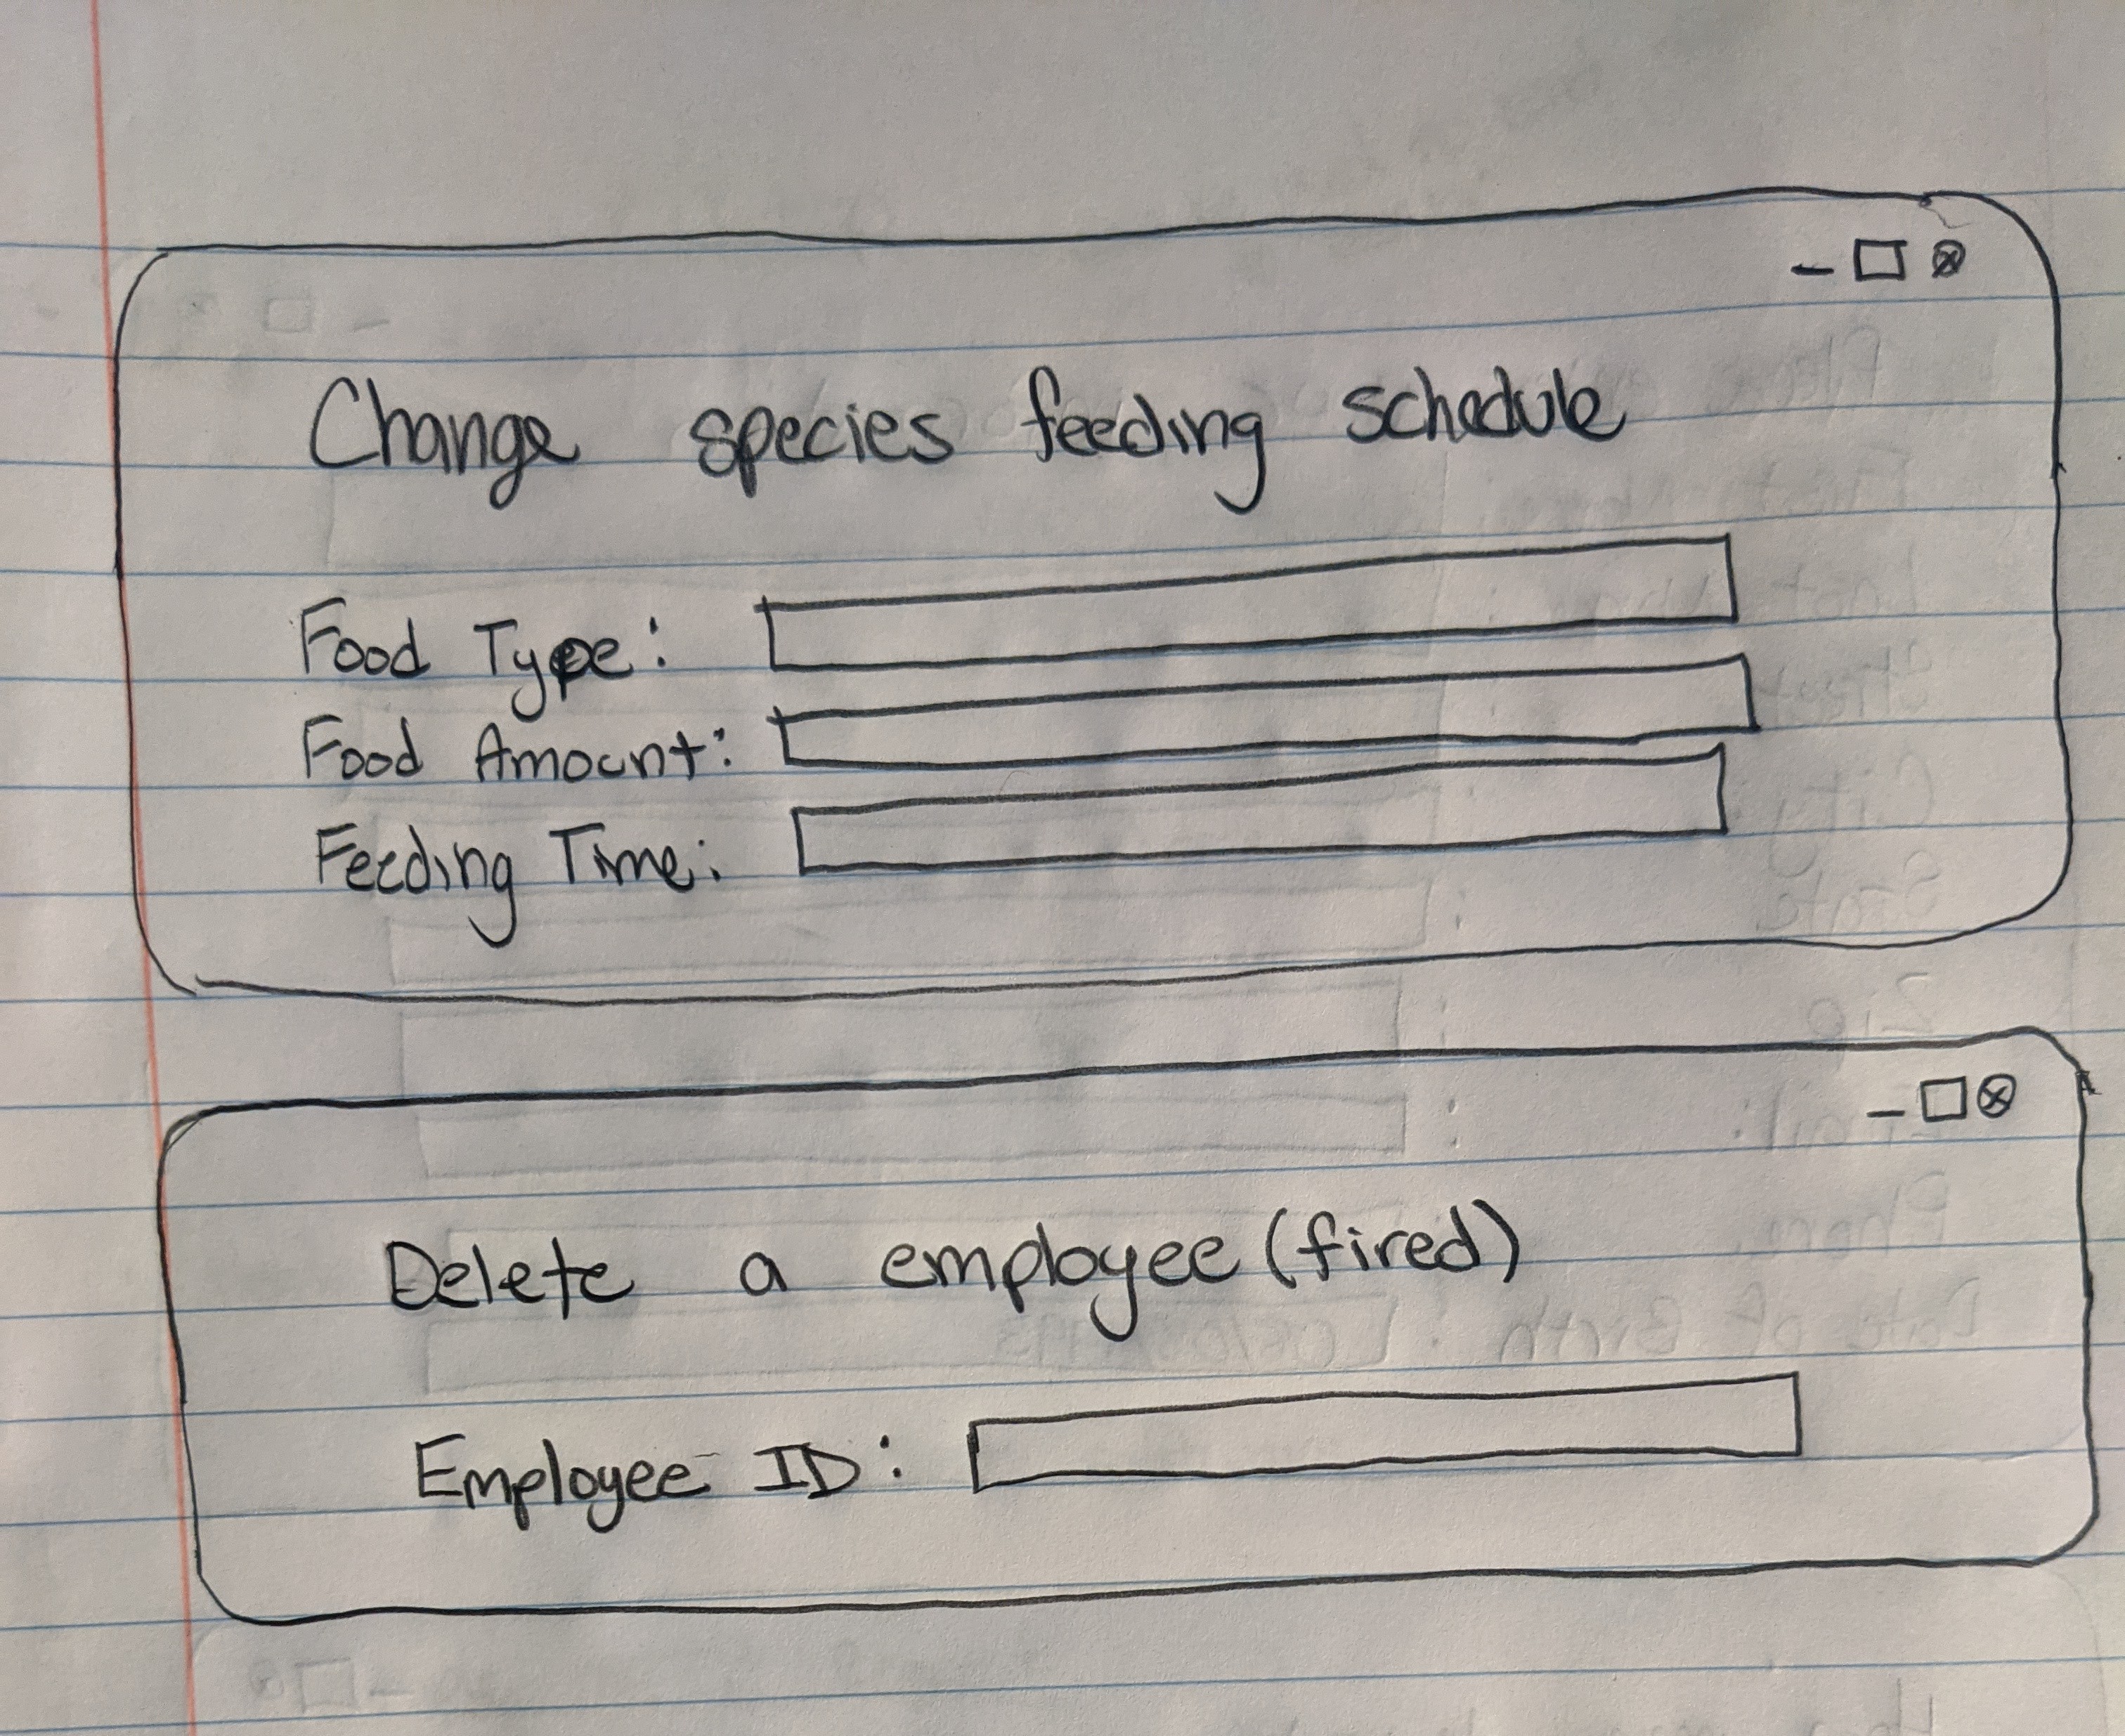 Change species feeding schedule
Food Type:
Food Amount:
Feeding Time:
Delete a employee (fired)
Employee ID: